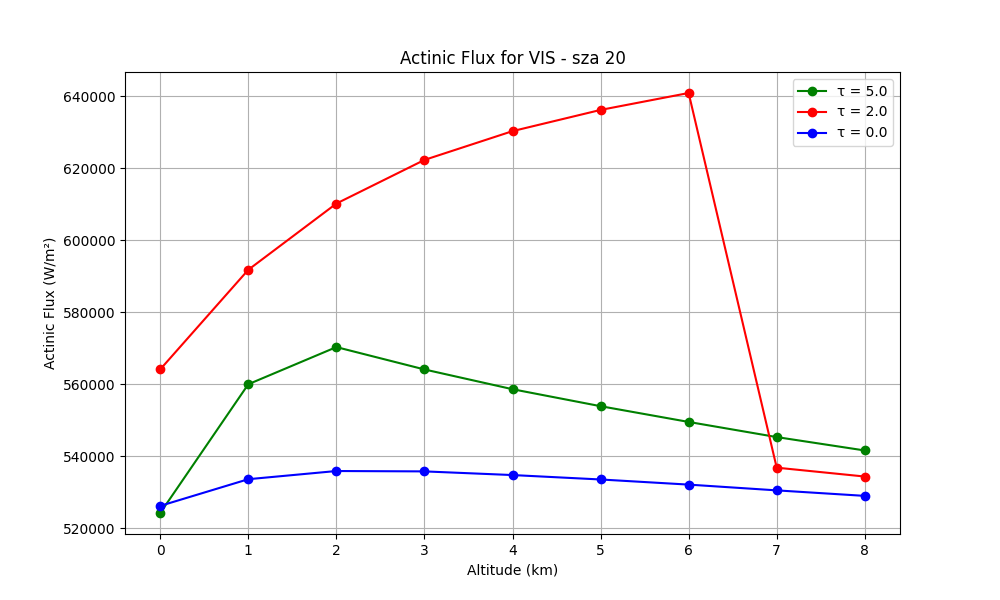 Actinic Flux for VIS - sza 20
τ = 5.0
τ = 2.0
τ = 0.0
Actinic Flux (W/m²)
640000
620000
600000
580000
560000
540000
520000
0 1 2 3 4 5 6 7 8
Altitude (km)